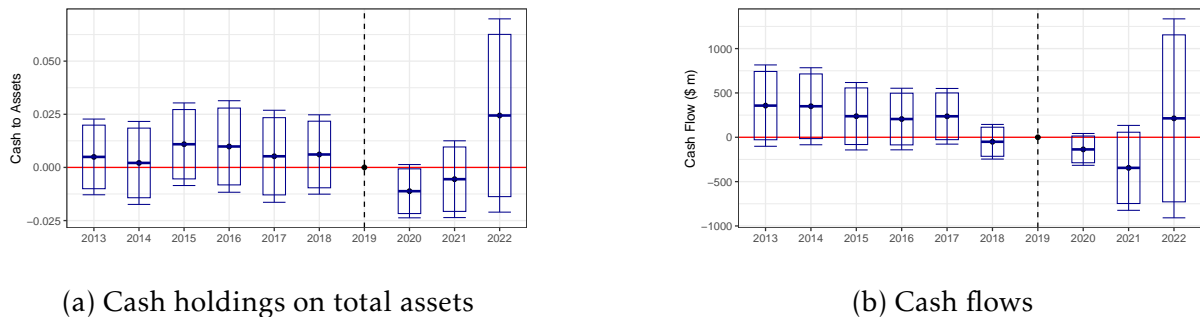 Cash to Assets
0.050
0.025
0.000
−0.025
2013 2014 2015 2016 2017 2018 2019 2020 2021 2022
(a) Cash holdings on total assets
Cash Flow ($ m)
1000
500
0
−500
−1000
2013 2014 2015 2016 2017 2018 2019 2020 2021 2022
(b) Cash flows